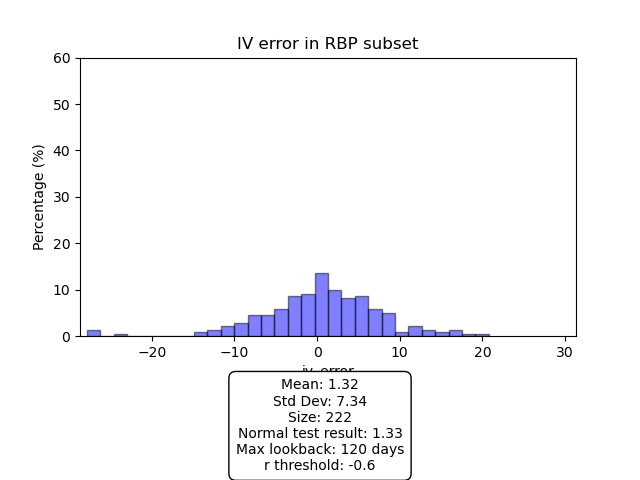 IV error in RBP subset
60
50
40
30
20
10
0
Percentage (%)
−20
−10
0
10
20
30
iv_error
Mean: 1.32
Std Dev: 7.34
Size: 222
Normal test result: 1.33
Max lookback: 120 days
r threshold: -0.6